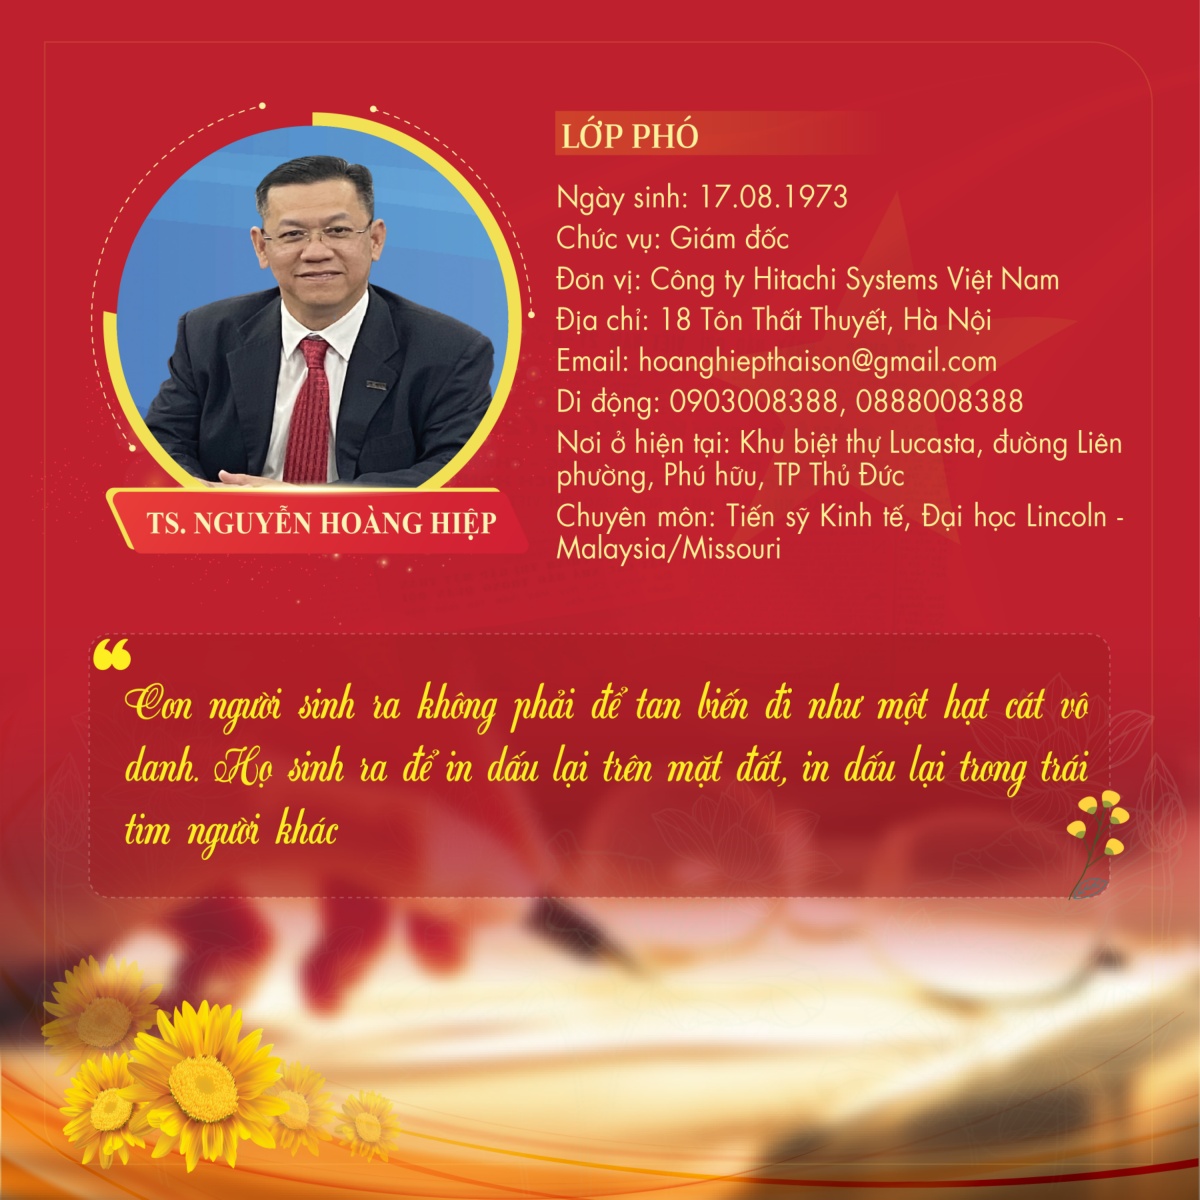 LỚP PHÓ
Ngày sinh: 17.08.1973
Chức vụ: Giám đốc
Đơn vị: Công ty Hitachi Systems Việt Nam
Địa chỉ: 18 Tôn Thất Thuyết, Hà Nội
Email: hoanghiepthaison@gmail.com
Di động: 0903008388, 0888008388
Nơi ở hiện tại: Khu biệt thự Lucasta, đường Liên
phường, Phú hữu, TP Thủ Đức
Chuyên môn: Tiến sỹ Kinh tế, Đại học Lincoln -
Malaysia/Missouri
TS. NGUYỄN HOÀNG HIỆP
“
Con người sinh ra không phải để tan biến đi như một hạt cát vô
danh. Họ sinh ra để in dấu lại trên mặt đất, in dấu lại trong trái
tim người khác